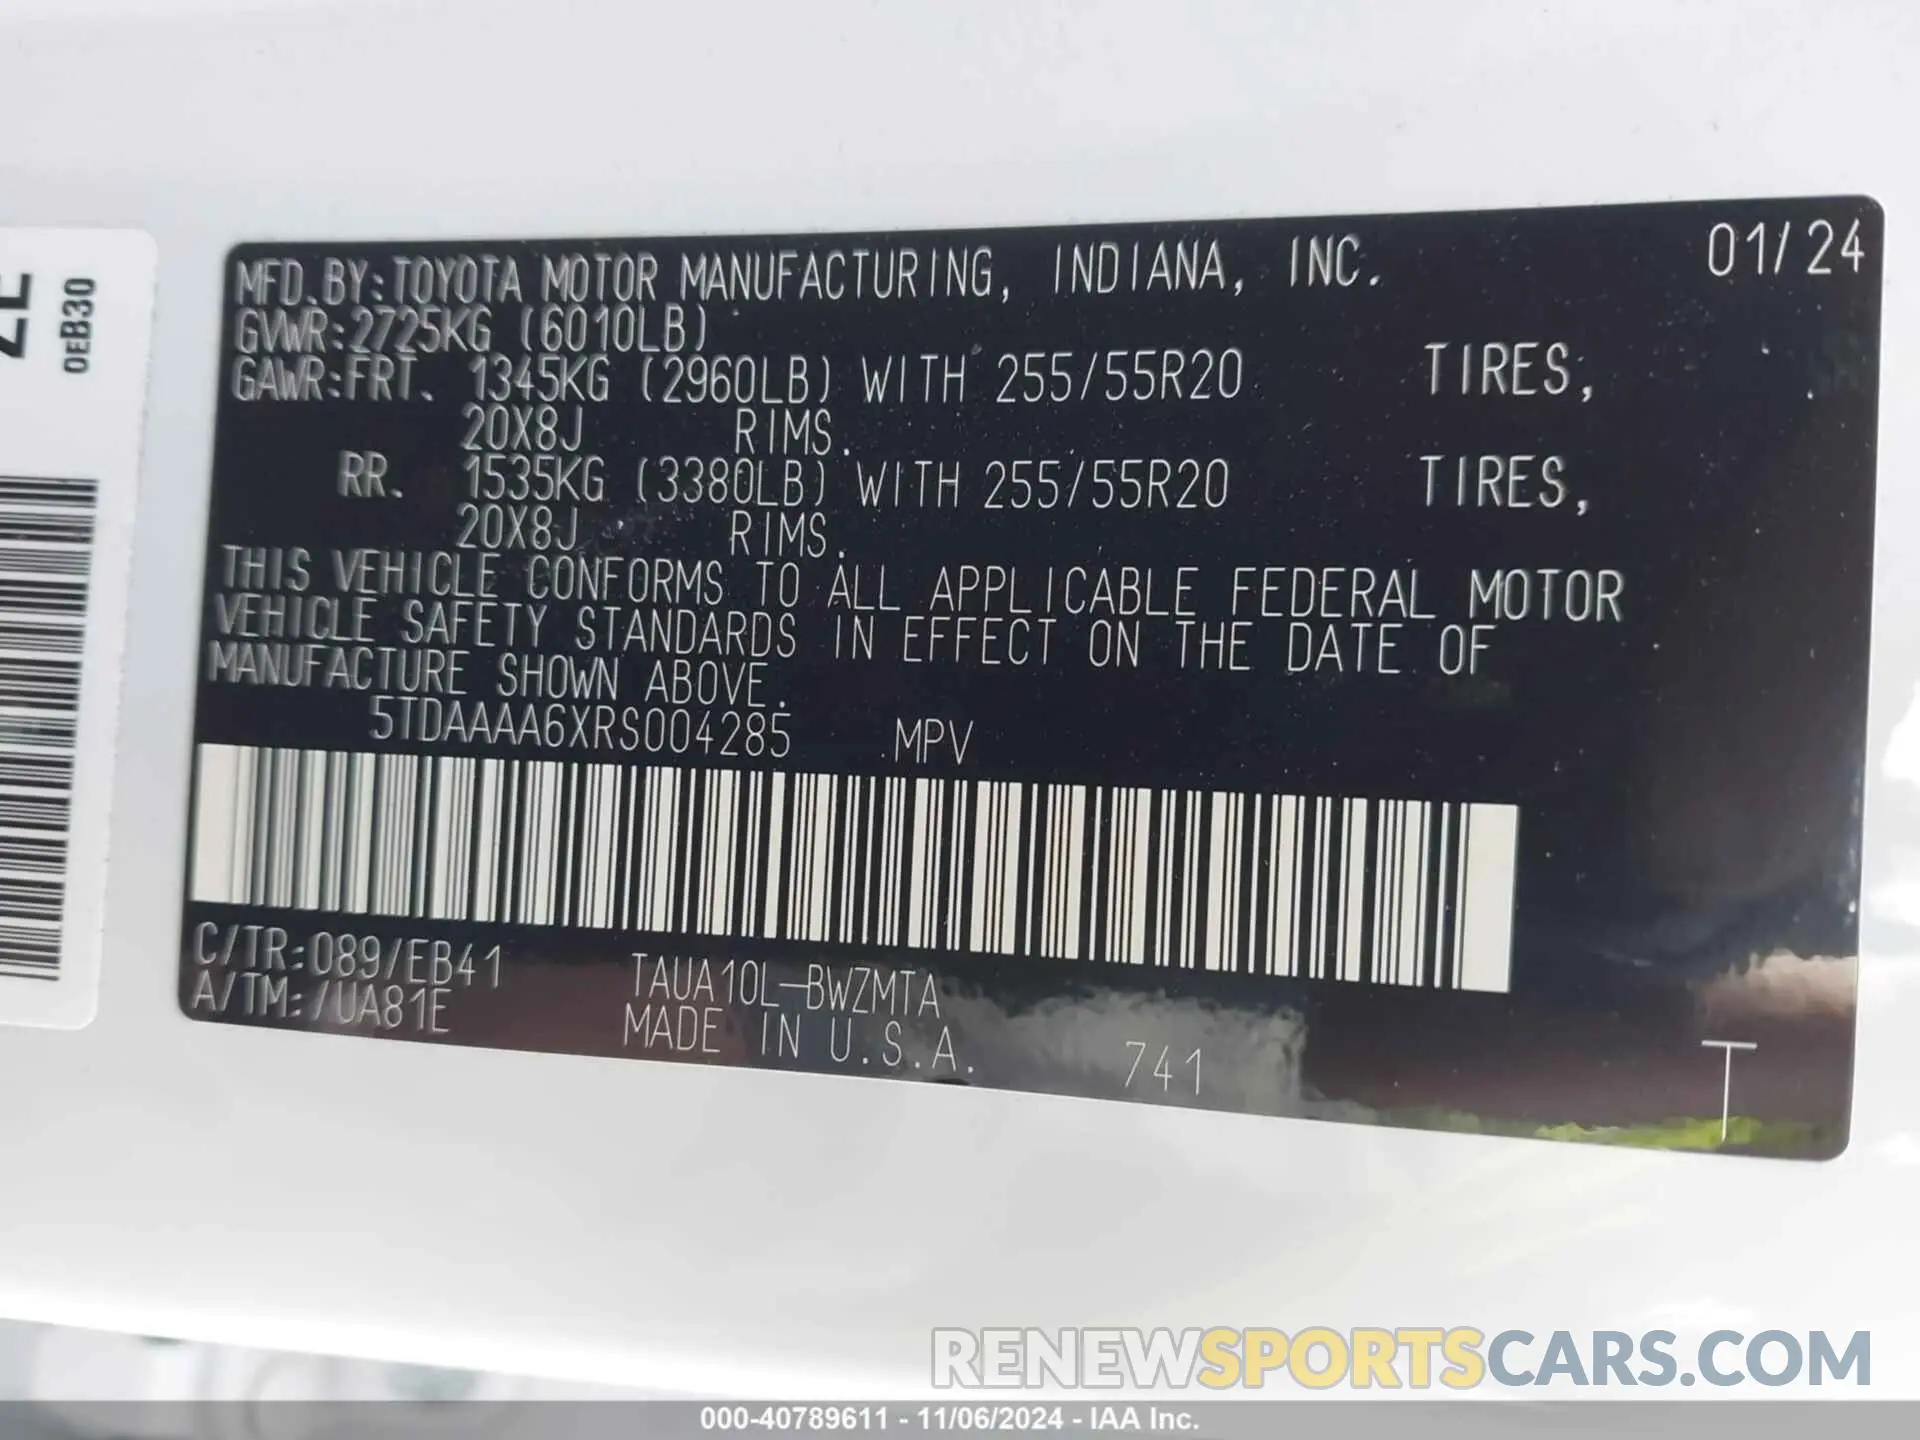 MFD.BY:TOYOTA MOTOR MANUFACTURING, INDIANA, INC. 01/24
GVWR:2725KG (6010LB)
GAWR:FRT. 1345KG (2960LB) WITH 255/55R20 TIRES,
20X8J RIMS.
RR. 1535KG (3380LB) WITH 255/55R20 TIRES,
20X8J RIMS.
THIS VEHICLE CONFORMS TO ALL APPLICABLE FEDERAL MOTOR
VEHICLE SAFETY STANDARDS IN EFFECT ON THE DATE OF
MANUFACTURE SHOWN ABOVE.
5TDAAAA6XRS004285 MPV
C/TR:089/EB41
A/TM:/UA81E
TAUA10L-BWZMTA
MADE IN U.S.A.
741
T
0EB30
RENEWSPORTSCARS.COM
000-40789611 - 11/06/2024 - IAA Inc.